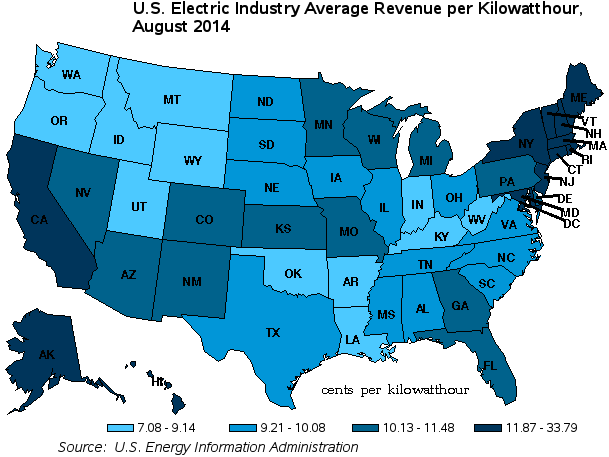 U.S. Electric Industry Average Revenue per Kilowatthour,
August 2014
WA
MT
ND
MN
ME
OR
ID
SD
WI
VT
NH
WY
MI
NY
MA
RI
CT
NV
UT
NE
IA
PA
NJ
CA
CO
KS
MO
IL
IN
OH
WV
VA
DE
MD
DC
KY
AZ
NM
OK
AR
TN
NC
SC
TX
LA
MS
AL
GA
FL
AK
HI
cents per kilowatthour
7.08 - 9.14 9.21 - 10.08 10.13 - 11.48 11.87 - 33.79
Source: U.S. Energy Information Administration